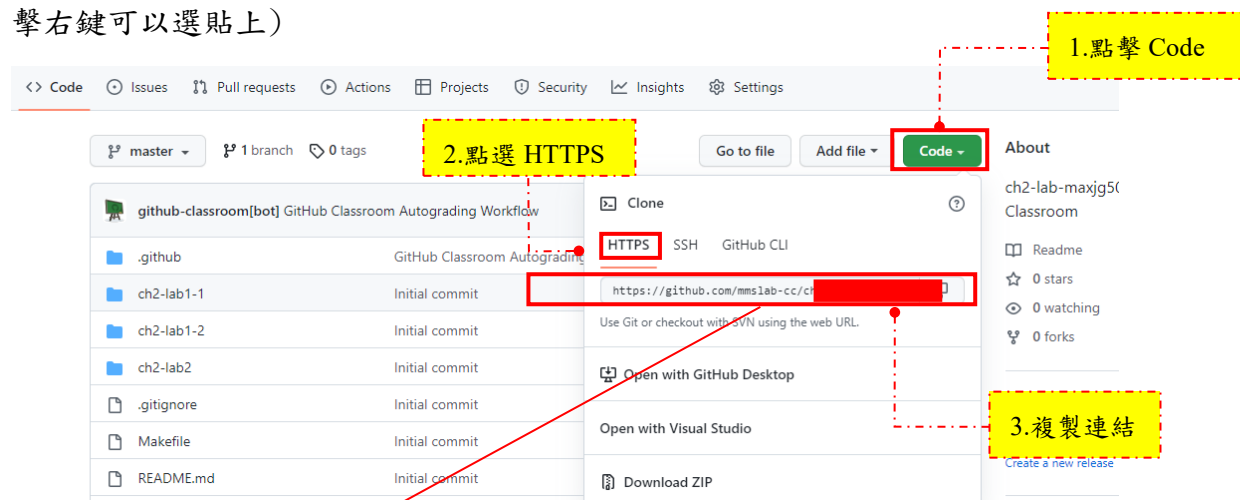 擊右鍵可以選貼上)
1.點擊 Code
<> Code Issues Pull requests Actions Projects Security Insights Settings
master 1 branch 0 tags
2.點選 HTTPS
Go to file Add file Code
About
ch2-lab-maxjg50
Classroom
Readme
0 stars
0 watching
0 forks
github-classroom[bot] GitHub Classroom Autograding Workflow
.github GitHub Classroom Autograding
ch2-lab1-1 Initial commit
ch2-lab1-2 Initial commit
ch2-lab2 Initial commit
.gitignore Initial commit
Makefile Initial commit
README.md Initial commit
Clone
HTTPS SSH GitHub CLI
https://github.com/mmslab-cc/ch
Use Git or checkout with SVN using the web URL.
Open with GitHub Desktop
Open with Visual Studio
Download ZIP
3.複製連結
Create a new release